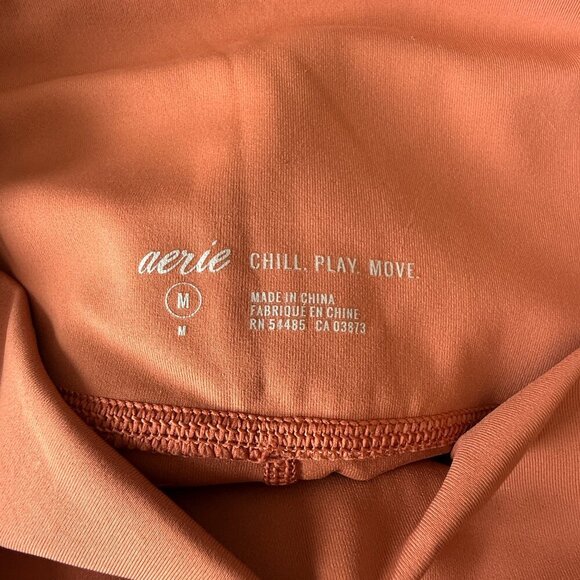 aerie CHILL. PLAY. MOVE.
M
M
MADE IN CHINA
FABRIQUÉ EN CHINE
RN 54485 CA 03873